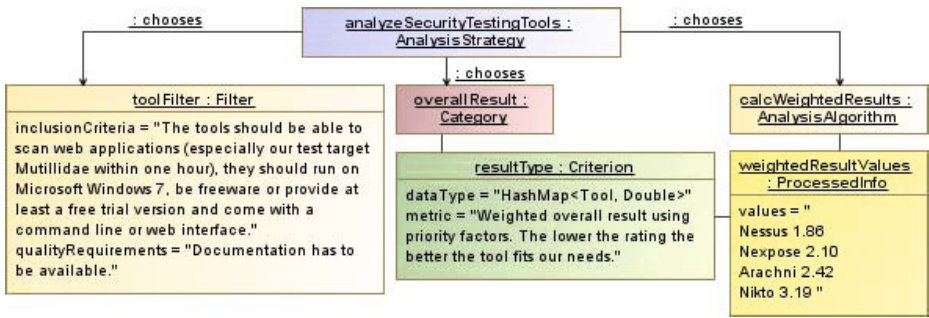 : chooses
analyzeSecurityTestingTools :
AnalysisStrategy
: chooses
: chooses
toolFilter : Filter
inclusionCriteria = "The tools should be able to
scan web applications (especially our test target
Mutillidae within one hour), they should run on
Microsoft Windows 7, be freeware or provide at
least a free trial version and come with a
command line or web interface."
qualityRequirements = "Documentation has to
be available."
overallResult :
Category
resultType : Criterion
dataType = "HashMap<Tool, Double>"
metric = "Weighted overall result using
priority factors. The lower the rating the
better the tool fits our needs."
calcWeightedResults :
AnalysisAlgorithm
weightedResultValues
: ProcessedInfo
values = "
Nessus 1.86
Nexpose 2.10
Arachni 2.42
Nikto 3.19 "